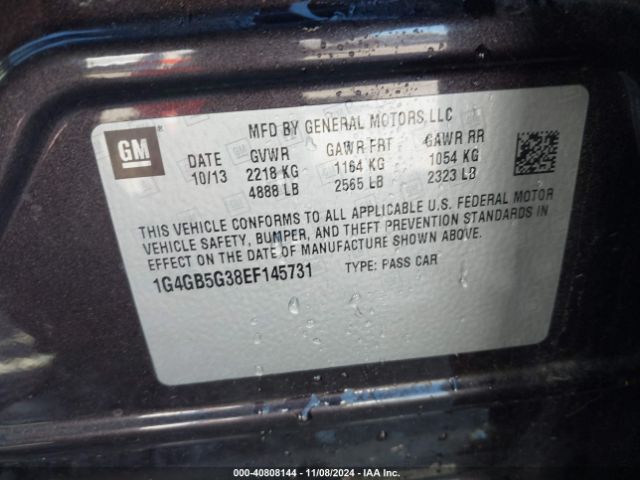 MFD BY GENERAL MOTORS LLC
GM
DATE GVWR GAWR FRT GAWR RR
10/13 2218 KG 1164 KG 1054 KG
4888 LB 2565 LB 2323 LB
THIS VEHICLE CONFORMS TO ALL APPLICABLE U.S. FEDERAL MOTOR
VEHICLE SAFETY, BUMPER, AND THEFT PREVENTION STANDARDS IN
EFFECT ON THE DATE OF MANUFACTURE SHOWN ABOVE.
1G4GB5G38EF145731 TYPE: PASS CAR
000-40808144 - 11/08/2024 - IAA Inc.